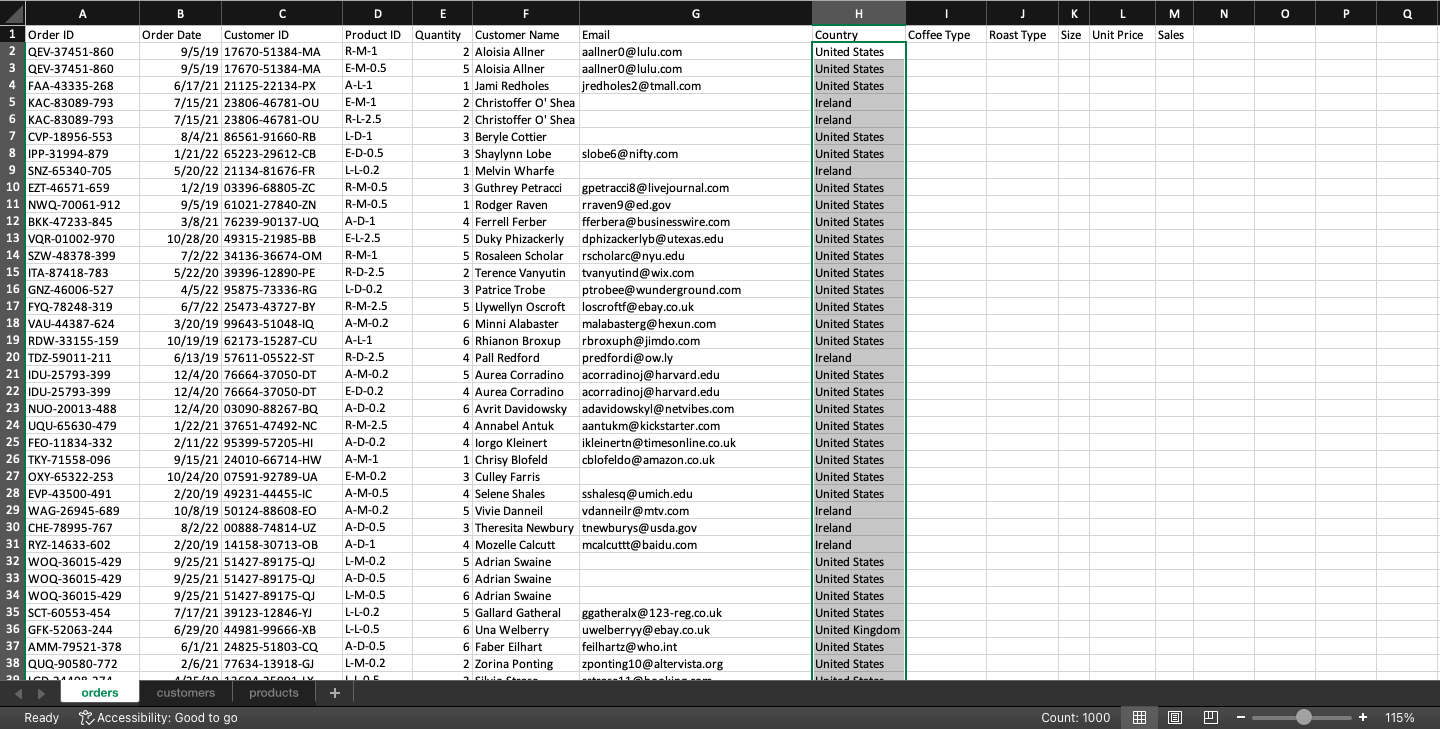 A B C D E F G H I J K L M N O P Q
1 Order ID Order Date Customer ID Product ID Quantity Customer Name Email Country Coffee Type Roast Type Size Unit Price Sales
2 QEV-37451-860 9/5/19 17670-51384-MA R-M-1 2 Aloisia Allner aallner0@lulu.com United States
3 QEV-37451-860 9/5/19 17670-51384-MA E-M-0.5 5 Aloisia Allner aallner0@lulu.com United States
4 FAA-43335-268 6/17/21 21125-22134-PX A-L-1 1 Jami Redholes jredholes2@tmall.com United States
5 KAC-83089-793 7/15/21 23806-46781-OU E-M-1 2 Christoffer O' Shea Ireland
6 KAC-83089-793 7/15/21 23806-46781-OU R-L-2.5 2 Christoffer O' Shea Ireland
7 CVP-18956-553 8/4/21 86561-91660-RB L-D-1 3 Beryle Cottier United States
8 IPP-31994-879 1/21/22 65223-29612-CB E-D-0.5 3 Shaylynn Lobe slobe6@nifty.com United States
9 SNZ-65340-705 5/20/22 21134-81676-FR L-L-0.2 1 Melvin Wharfe Ireland
10 EZT-46571-659 1/2/19 03396-68805-ZC R-M-0.5 3 Guthrey Petracci gpetracci8@livejournal.com United States
11 NWQ-70061-912 9/5/19 61021-27840-ZN R-M-0.5 1 Rodger Raven rraven9@ed.gov United States
12 BKK-47233-845 3/8/21 76239-90137-UQ A-D-1 4 Ferrell Ferber fferbera@businesswire.com United States
13 VQR-01002-970 10/28/20 49315-21985-BB E-L-2.5 5 Duky Phizackerly dphizackerlyb@utexas.edu United States
14 SZW-48378-399 7/2/22 34136-36674-OM R-M-1 5 Rosaleen Scholar rscholarc@nyu.edu United States
15 ITA-87418-783 5/22/20 39396-12890-PE R-D-2.5 2 Terence Vanyutin tvanyutind@wix.com United States
16 GNZ-46006-527 4/5/22 95875-73336-RG L-D-0.2 3 Patrice Trobe ptrobee@wunderground.com United States
17 FYQ-78248-319 6/7/22 25473-43727-BY R-M-2.5 5 Llywellyn Oscroft loscroftf@ebay.co.uk United States
18 VAU-44387-624 3/20/19 99643-51048-IQ A-M-0.2 6 Minni Alabaster malabasterg@hexun.com United States
19 RDW-33155-159 10/19/19 62173-15287-CU A-L-1 6 Rhianon Broxup rbroxuph@jimdo.com United States
20 TDZ-59011-211 6/13/19 57611-05522-ST R-D-2.5 4 Pall Redford predfordi@ow.ly Ireland
21 IDU-25793-399 12/4/20 76664-37050-DT A-M-0.2 5 Aurea Corradino acorradinoj@harvard.edu United States
22 IDU-25793-399 12/4/20 76664-37050-DT E-D-0.2 4 Aurea Corradino acorradinoj@harvard.edu United States
23 NUO-20013-488 12/4/20 03090-88267-BQ A-D-0.2 6 Avrit Davidowsky adavidowskyl@netvibes.com United States
24 UQU-65630-479 1/22/21 37651-47492-NC R-M-2.5 4 Annabel Antuk aantukm@kickstarter.com United States
25 FEO-11834-332 2/11/22 95399-57205-HI A-D-0.2 4 Iorgo Kleinert ikleinertn@timesonline.co.uk United States
26 TKY-71558-096 9/15/21 24010-66714-HW A-M-1 1 Chrisy Blofeld cblofeldo@amazon.co.uk United States
27 OXY-65322-253 10/24/20 07591-92789-UA E-M-0.2 3 Culley Farris United States
28 EVP-43500-491 2/20/19 49231-44455-IC A-M-0.5 4 Selene Shales sshalesq@umich.edu United States
29 WAG-26945-689 10/8/19 50124-88608-EO A-M-0.2 5 Vivie Danneil vdanneilr@mtv.com Ireland
30 CHE-78995-767 8/2/22 00888-74814-UZ A-D-0.5 3 Theresita Newbury tnewburys@usda.gov Ireland
31 RYZ-14633-602 2/20/19 14158-30713-OB A-D-1 4 Mozelle Calcutt mcalcuttt@baidu.com Ireland
32 WOQ-36015-429 9/25/21 51427-89175-QJ L-M-0.2 5 Adrian Swaine United States
33 WOQ-36015-429 9/25/21 51427-89175-QJ A-D-0.5 6 Adrian Swaine United States
34 WOQ-36015-429 9/25/21 51427-89175-QJ L-M-0.5 6 Adrian Swaine United States
35 SCT-60553-454 7/17/21 39123-12846-YJ L-L-0.2 5 Gallard Gatheral ggatheralx@123-reg.co.uk United States
36 GFK-52063-244 6/29/20 44981-99666-XB L-L-0.5 6 Una Welberry uwelberryy@ebay.co.uk United Kingdom
37 AMM-79521-378 6/1/21 24825-51803-CQ A-D-0.5 6 Faber Eilhart feilhartz@who.int United States
38 QUQ-90580-772 2/6/21 77634-13918-GJ L-M-0.2 2 Zorina Ponting zponting10@altervista.org United States
orders customers products +
Ready Accessibility: Good to go Count: 1000 − + 115%